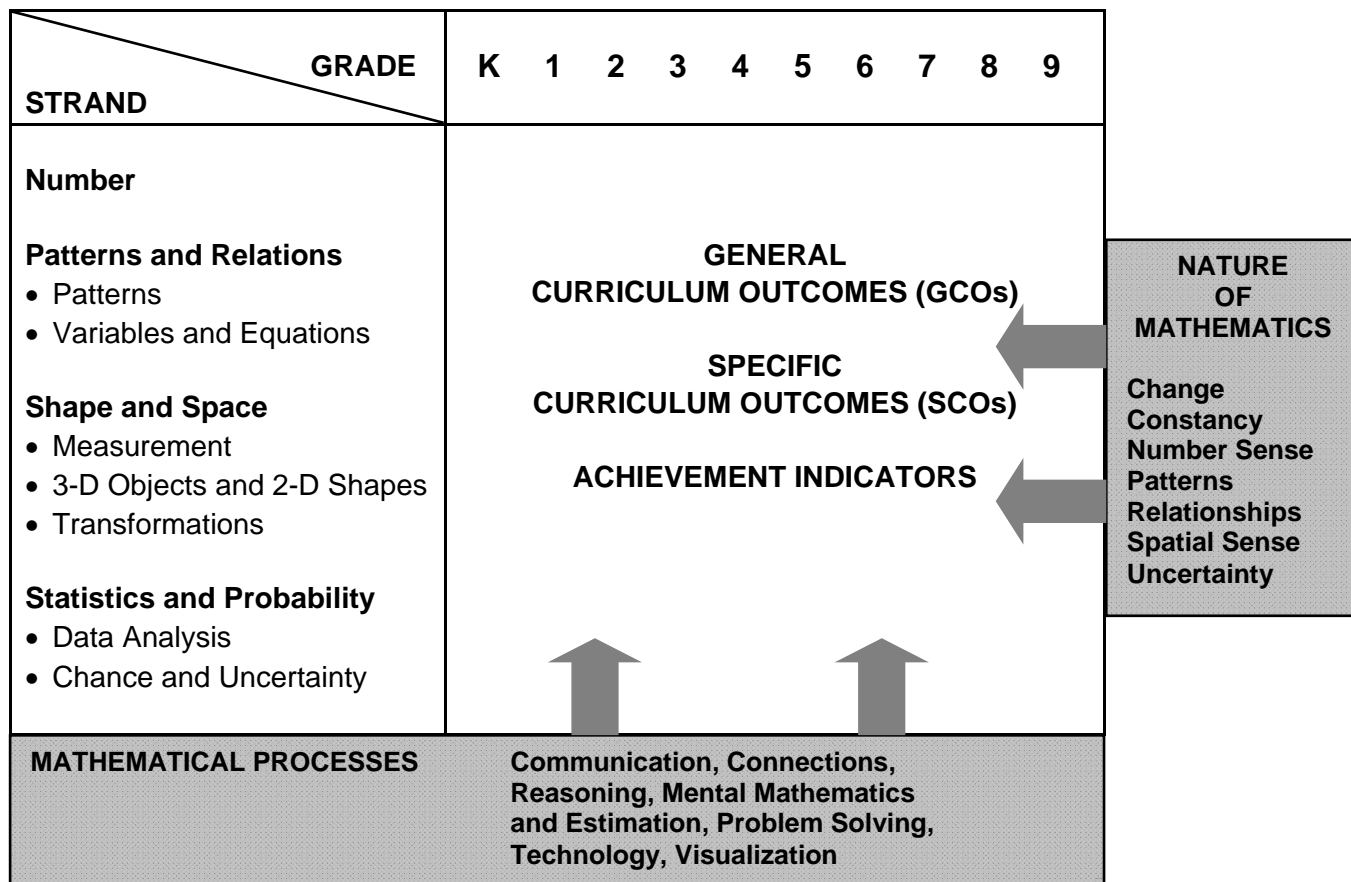 GRADE
STRAND
K 1 2 3 4 5 6 7 8 9
Number
Patterns and Relations
• Patterns
• Variables and Equations
Shape and Space
• Measurement
• 3-D Objects and 2-D Shapes
• Transformations
Statistics and Probability
• Data Analysis
• Chance and Uncertainty
GENERAL
CURRICULUM OUTCOMES (GCOs)
SPECIFIC
CURRICULUM OUTCOMES (SCOs)
ACHIEVEMENT INDICATORS
NATURE
OF
MATHEMATICS
Change
Constancy
Number Sense
Patterns
Relationships
Spatial Sense
Uncertainty
MATHEMATICAL PROCESSES
Communication, Connections,
Reasoning, Mental Mathematics
and Estimation, Problem Solving,
Technology, Visualization